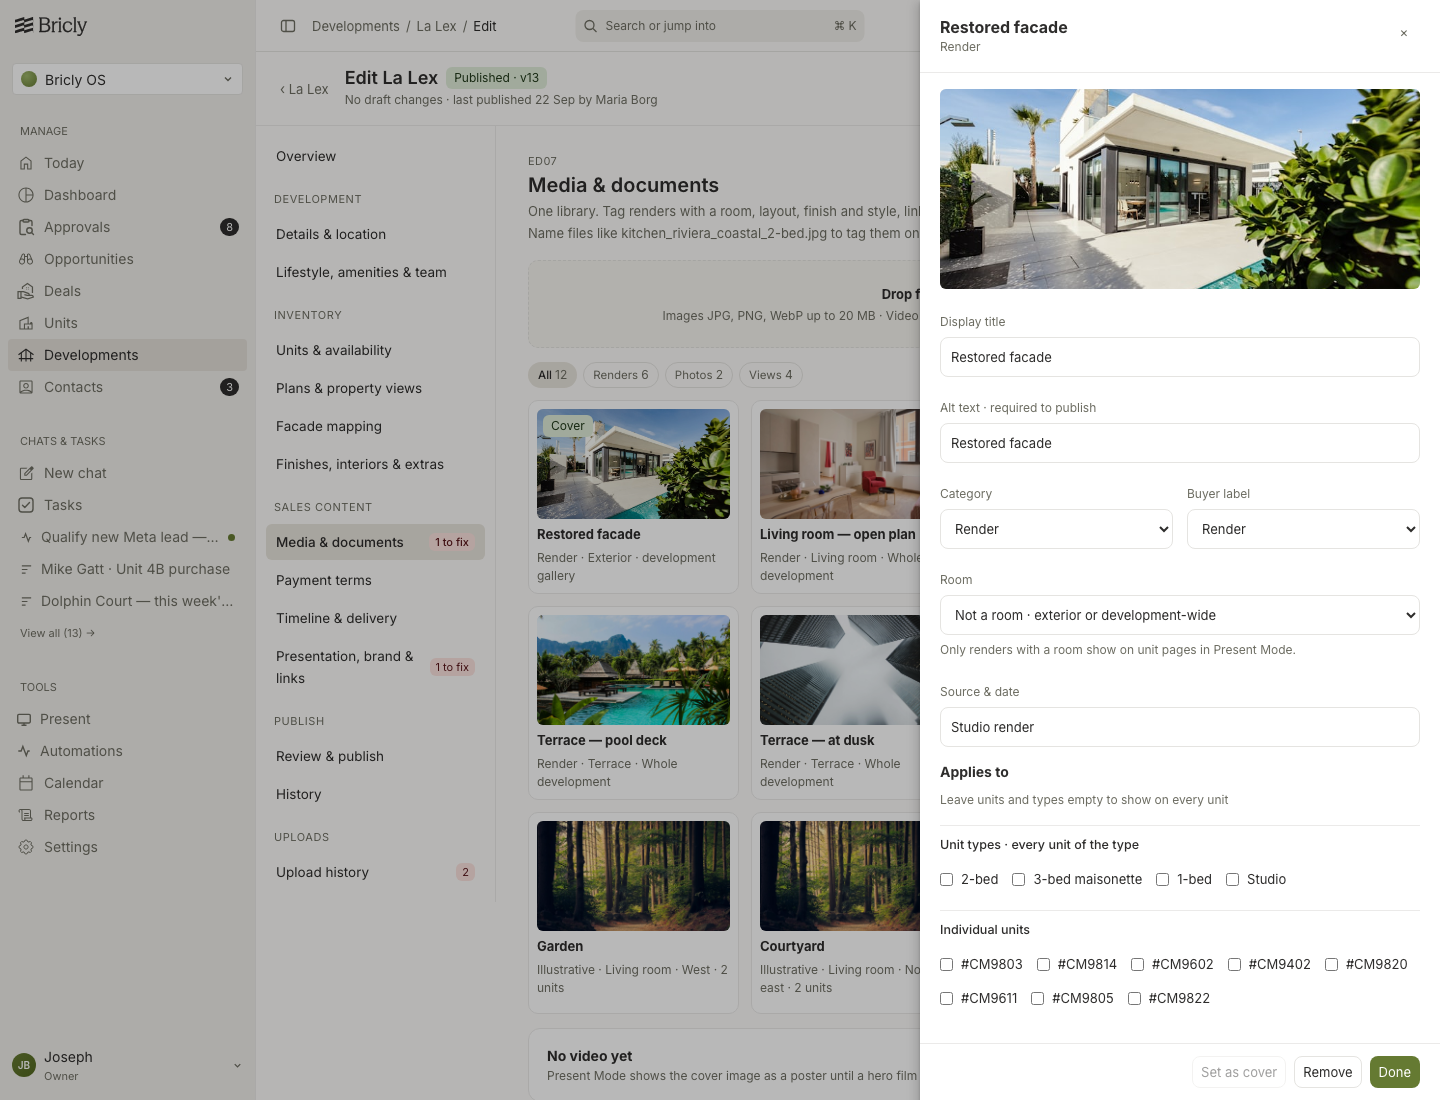 Bricly
Bricly OS
MANAGE
Today
Dashboard
Approvals 8
Opportunities
Deals
Units
Developments
Contacts 3
CHATS & TASKS
New chat
Tasks
Qualify new Meta lead —...
Mike Gatt · Unit 4B purchase
Dolphin Court — this week'...
View all (13) →
TOOLS
Present
Automations
Calendar
Reports
Settings
JB
Joseph
Owner
Developments / La Lex / Edit
Search or jump into ⌘ K
‹ La Lex
Edit La Lex Published · v13
No draft changes · last published 22 Sep by Maria Borg
Overview
DEVELOPMENT
Details & location
Lifestyle, amenities & team
INVENTORY
Units & availability
Plans & property views
Facade mapping
Finishes, interiors & extras
SALES CONTENT
Media & documents 1 to fix
Payment terms
Timeline & delivery
Presentation, brand & links 1 to fix
PUBLISH
Review & publish
History
UPLOADS
Upload history 2
ED07
Media & documents
One library. Tag renders with a room, layout, finish and style,
Name files like kitchen_riviera_coastal_2-bed.jpg to tag them on
Drop
Images JPG, PNG, WebP up to 20 MB · Video
All 12 Renders 6 Photos 2 Views 4
Cover
Restored facade
Render · Exterior · development
gallery
Living room — open plan
Render · Living room · Whole
development
Terrace — pool deck
Render · Terrace · Whole
development
Terrace — at dusk
Render · Terrace · Whole
development
Garden
Illustrative · Living room · West · 2
units
Courtyard
Illustrative · Living room ·
east · 2 units
No video yet
Present Mode shows the cover image as a poster until a hero film
Restored facade
Render
×
Display title
Restored facade
Alt text · required to publish
Restored facade
Category Buyer label
Render Render
Room
Not a room · exterior or development-wide
Only renders with a room show on unit pages in Present Mode.
Source & date
Studio render
Applies to
Leave units and types empty to show on every unit
Unit types · every unit of the type
2-bed 3-bed maisonette 1-bed Studio
Individual units
#CM9803 #CM9814 #CM9602 #CM9402 #CM9820
#CM9611 #CM9805 #CM9822
Set as cover Remove Done